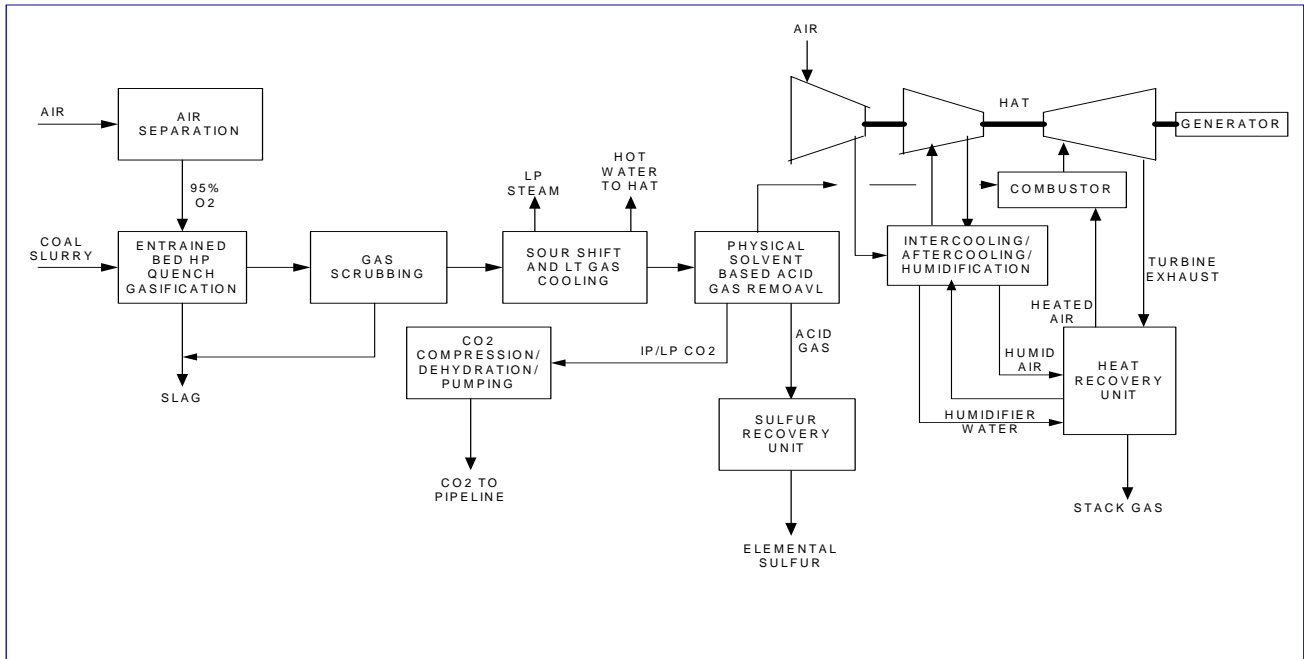 AIR
HAT
GENERATOR
AIR
AIR
SEPARATION
95%
O2
LP
STEAM
HOT
WATER
TO HAT
COMBUSTOR
COAL
SLURRY
ENTRAINED
BED HP
QUENCH
GASIFICATION
GAS
SCRUBBING
SOUR SHIFT
AND LT GAS
COOLING
PHYSICAL
SOLVENT
BASED ACID
GAS REMOAVL
INTERCOOLING/
AFTERCOOLING/
HUMIDIFICATION
TURBINE
EXHAUST
HEATED
AIR
SLAG
CO2
COMPRESSION/
DEHYDRATION/
PUMPING
IP/LP CO2
ACID
GAS
HUMID
AIR
HEAT
RECOVERY
UNIT
HUMIDIFIER
WATER
SULFUR
RECOVERY
UNIT
CO2 TO
PIPELINE
STACK GAS
ELEMENTAL
SULFUR